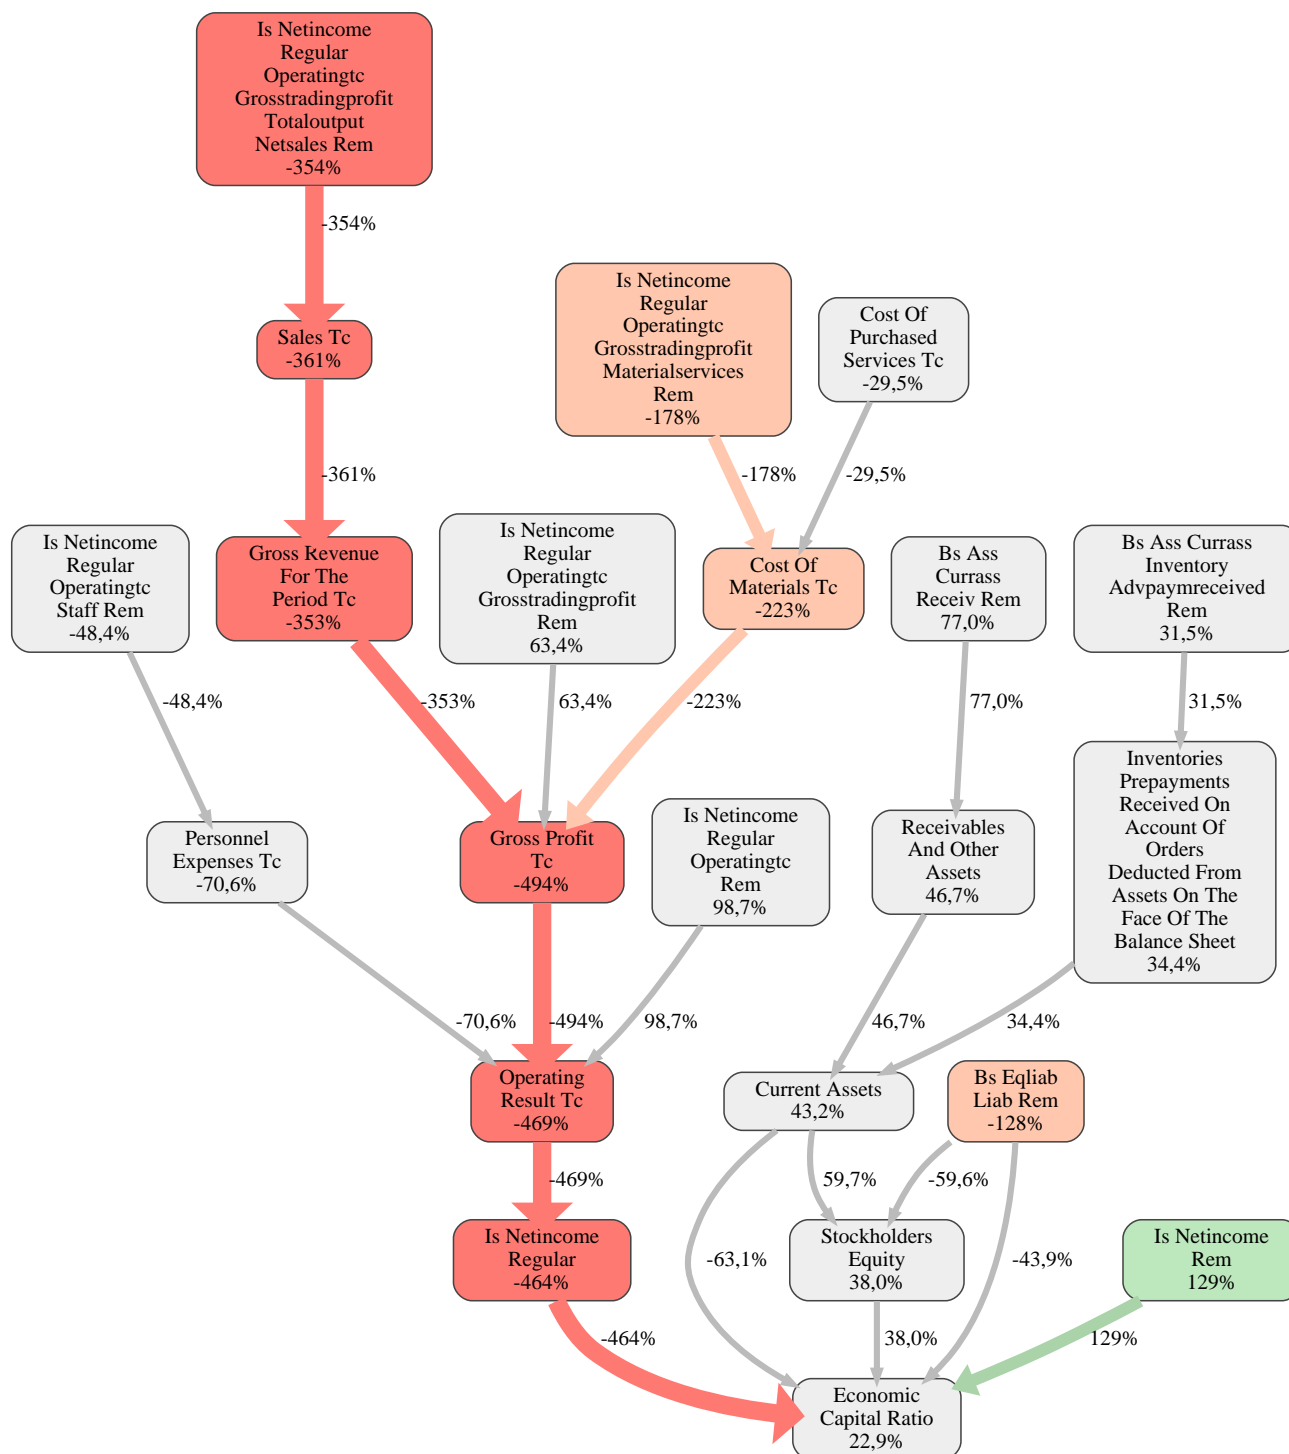 Is Netincome
Regular
Operatingtc
Grosstradingprofit
Totaloutput
Netsales Rem
-354%
-354%
Sales Tc
-361%
Is Netincome
Regular
Operatingtc
Grosstradingprofit
Materialservices
Rem
-178%
Cost Of
Purchased
Services Tc
-29,5%
-361%
-178%
-29,5%
Is Netincome
Regular
Operatingtc
Staff Rem
-48,4%
Gross Revenue
For The
Period Tc
-353%
Is Netincome
Regular
Operatingtc
Grosstradingprofit
Rem
63,4%
Cost Of
Materials Tc
-223%
Bs Ass
Currass
Receiv Rem
77,0%
Bs Ass Currass
Inventory
Advpaymreceived
Rem
31,5%
-48,4%
-353%
63,4%
-223%
77,0%
31,5%
Personnel
Expenses Tc
-70,6%
Gross Profit
Tc
-494%
Is Netincome
Regular
Operatingtc
Rem
98,7%
Receivables
And Other
Assets
46,7%
Inventories
Prepayments
Received On
Account Of
Orders
Deducted From
Assets On The
Face Of The
Balance Sheet
34,4%
-70,6%
-494%
98,7%
46,7%
34,4%
Operating
Result Tc
-469%
Current Assets
43,2%
Bs Eqliab
Liab Rem
-128%
-469%
59,7%
-59,6%
Is Netincome
Regular
-464%
-63,1%
Stockholders
Equity
38,0%
-43,9%
Is Netincome
Rem
129%
-464%
38,0%
129%
Economic
Capital Ratio
22,9%